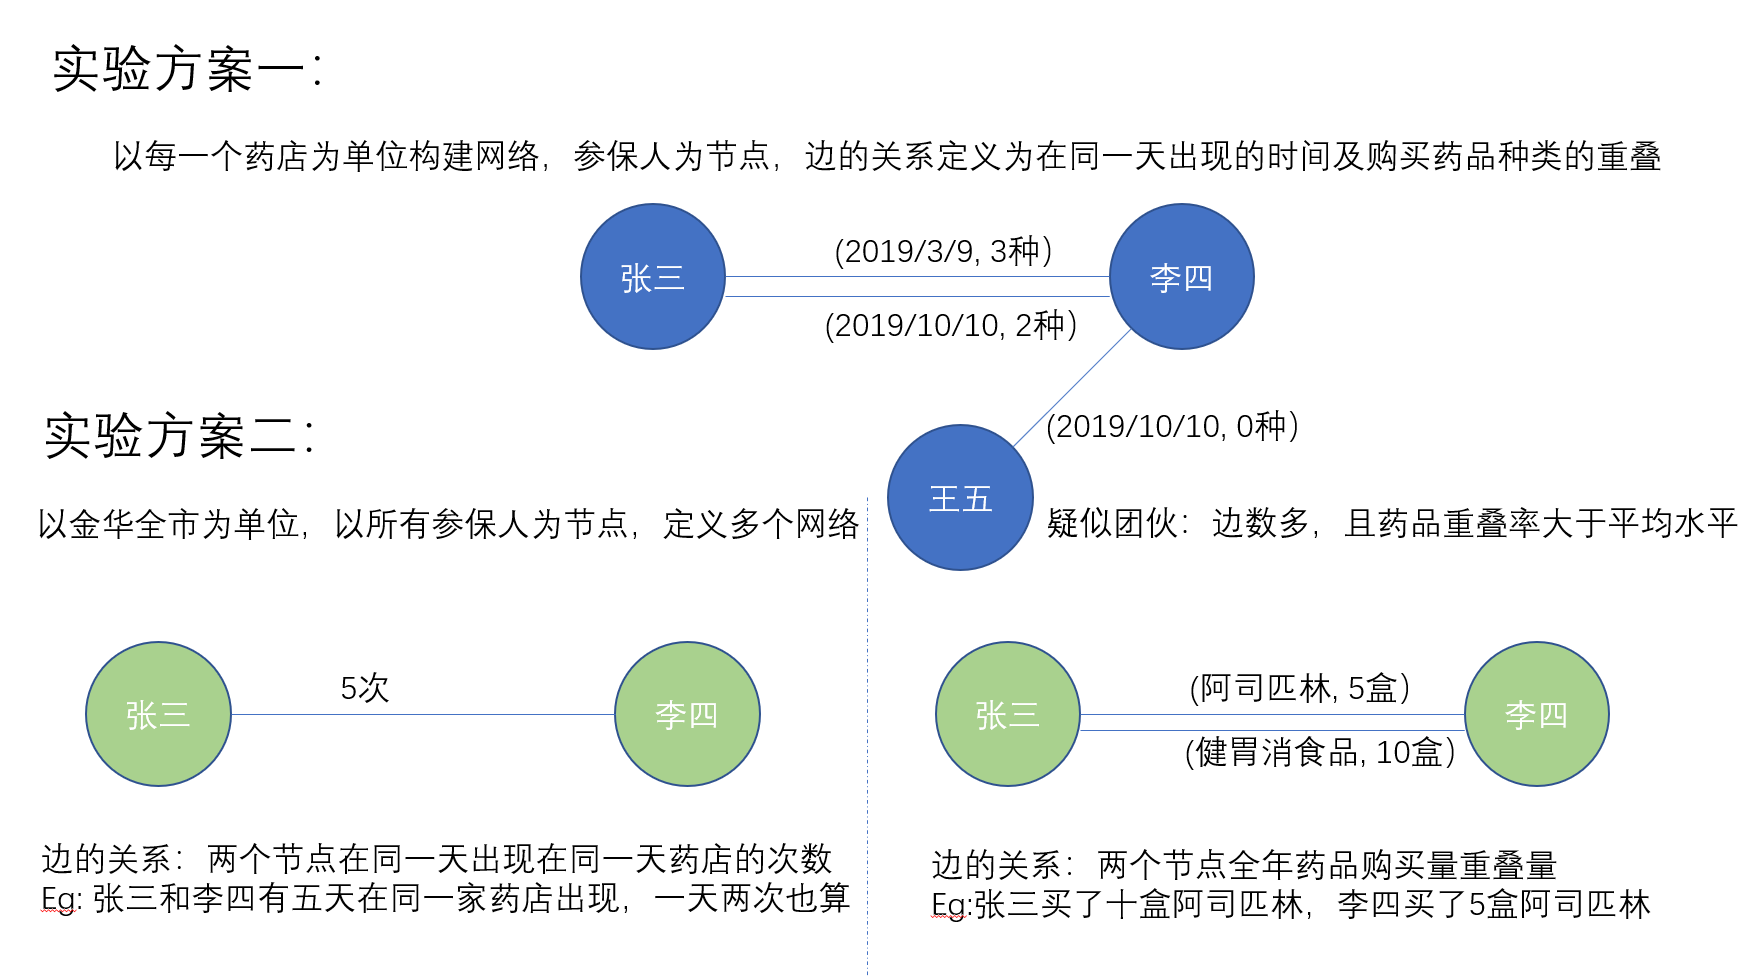 实验方案一：
以每一个药店为单位构建网络，参保人为节点，边的关系定义为在同一天出现的时间及购买药品种类的重叠
张三
(2019/3/9, 3种）
李四
(2019/10/10, 2种）
(2019/10/10, 0种）
王五
疑似团伙：边数多，且药品重叠率大于平均水平
实验方案二：
以金华全市为单位，以所有参保人为节点，定义多个网络
张三
5次
李四
边的关系：两个节点在同一天出现在同一天药店的次数
Eg: 张三和李四有五天在同一家药店出现，一天两次也算
张三
(阿司匹林, 5盒）
(健胃消食品, 10盒）
李四
边的关系：两个节点全年药品购买量重叠量
Eg:张三买了十盒阿司匹林，李四买了5盒阿司匹林